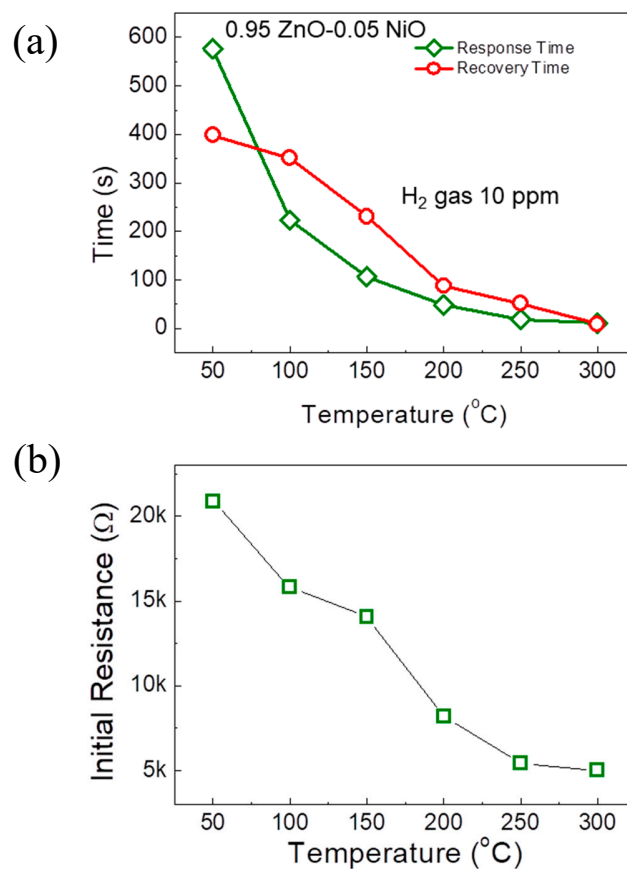 (a)
0.95 ZnO-0.05 NiO
Response Time
Recovery Time
H₂ gas 10 ppm
600
500
400
300
200
100
0
Time (s)
50 100 150 200 250 300
Temperature (°C)
(b)
20k
15k
10k
5k
Initial Resistance (Ω)
50 100 150 200 250 300
Temperature (°C)